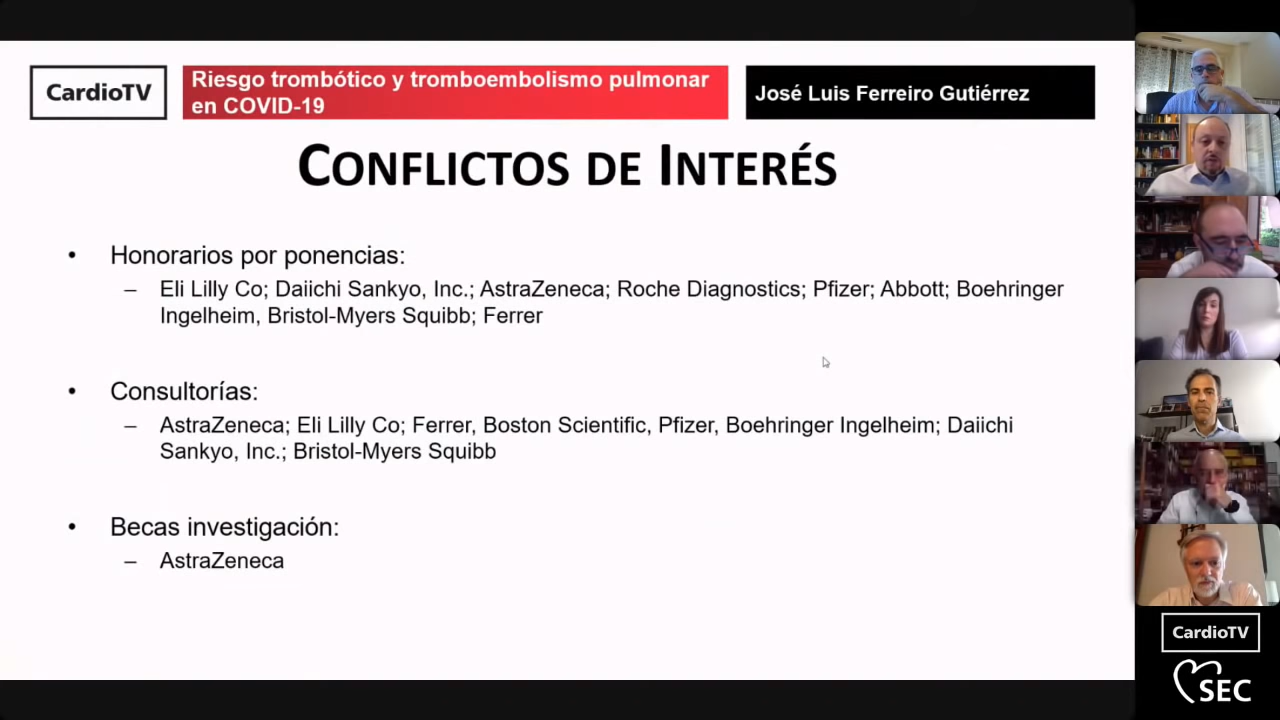 CardioTV
Riesgo trombótico y tromboembolismo pulmonar
en COVID-19
José Luis Ferreiro Gutiérrez
CONFLICTOS DE INTERÉS
• Honorarios por ponencias:
– Eli Lilly Co; Daiichi Sankyo, Inc.; AstraZeneca; Roche Diagnostics; Pfizer; Abbott; Boehringer
Ingelheim, Bristol-Myers Squibb; Ferrer
• Consultorías:
– AstraZeneca; Eli Lilly Co; Ferrer, Boston Scientific, Pfizer, Boehringer Ingelheim; Daiichi
Sankyo, Inc.; Bristol-Myers Squibb
• Becas investigación:
– AstraZeneca
CardioTV
SEC